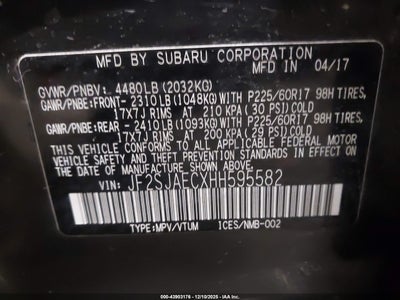 MFD BY SUBARU CORPORATION
MFD IN 04/17
GVWR/PNBV: 4480LB (2032KG)
GAWR/PNBE:FRONT- 2310LB (1048KG) WITH P225/60R17 98H TIRES,
17X7J RIMS, AT 210 KPA (30 PSI) COLD
GAWR/PNBE:REAR - 2410LB (1093KG) WITH P225/60R17 98H TIRES,
17X7J RIMS, AT 200 KPA (29 PSI) COLD
THIS VEHICLE CONFORMS TO ALL APPLICABLE FEDERAL MOTOR
VEHICLE SAFETY AND THEFT PREVENTION STANDARDS IN EFFECT ON
THE DATE OF MANUFACTURE SHOWN ABOVE.
VIN: JF2SJAECXHH595582
TYPE:MPV/VTUM ICES/NMB-002
000-43903176 - 12/10/2025 -